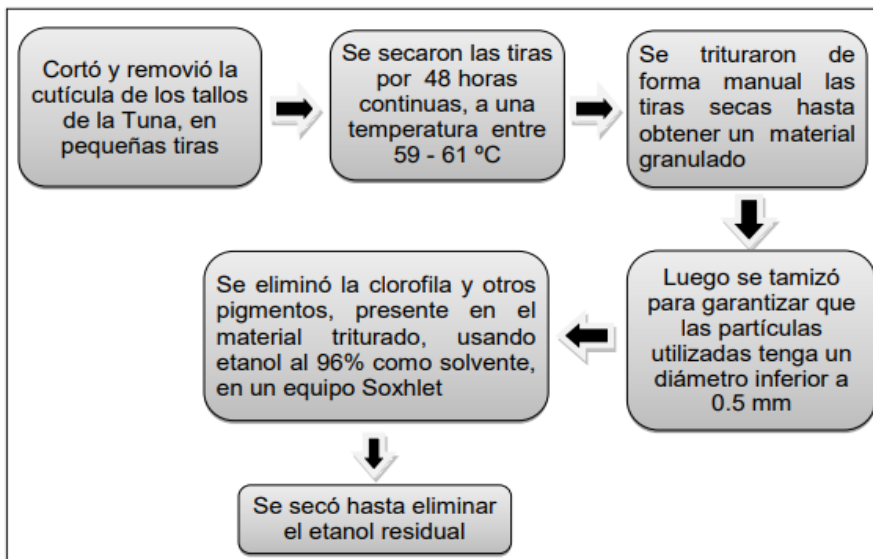 Cortó y removió la
cutícula de los tallos
de la Tuna, en
pequeñas tiras
Se secaron las tiras
por 48 horas
continuas, a una
temperatura entre
59 - 61 ºC
Se trituraron de
forma manual las
tiras secas hasta
obtener un material
granulado
Luego se tamizó
para garantizar que
las partículas
utilizadas tenga un
diámetro inferior a
0.5 mm
Se eliminó la clorofila y otros
pigmentos, presente en el
material triturado, usando
etanol al 96% como solvente,
en un equipo Soxhlet
Se secó hasta eliminar
el etanol residual